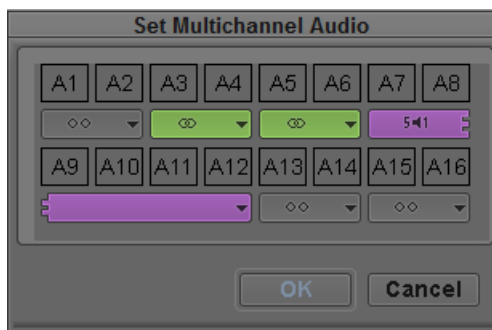 Set Multichannel Audio
A1 A2 A3 A4 A5 A6 A7 A8
5 1
A9 A10 A11 A12 A13 A14 A15 A16
OK Cancel